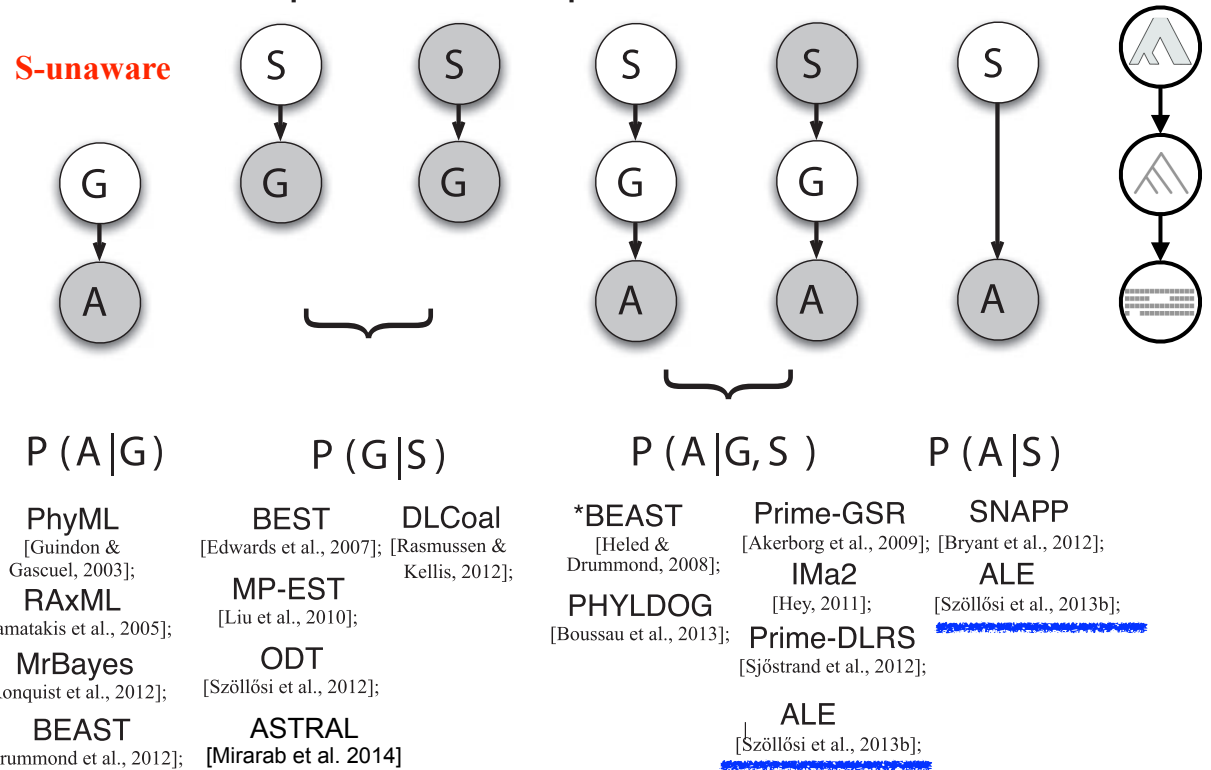 S-unaware
S
S
S
S
S
G
G
G
G
G
A
A
A
A
P (A|G)
P (G|S)
P (A|G, S )
P (A|S)
PhyML
[Guindon &
Gascuel, 2003];
RAxML
amatakis et al., 2005];
MrBayes
onquist et al., 2012];
BEAST
rummond et al., 2012];
BEST
[Edwards et al., 2007];
MP-EST
[Liu et al., 2010];
ODT
[Szöllősi et al., 2012];
ASTRAL
[Mirarab et al. 2014]
DLCoal
[Rasmussen &
Kellis, 2012];
*BEAST
[Heled &
Drummond, 2008];
PHYLDOG
[Boussau et al., 2013];
Prime-GSR
[Akerborg et al., 2009];
IMa2
[Hey, 2011];
Prime-DLRS
[Sjőstrand et al., 2012];
ALE
[Szöllősi et al., 2013b];
SNAPP
[Bryant et al., 2012];
ALE
[Szöllősi et al., 2013b];